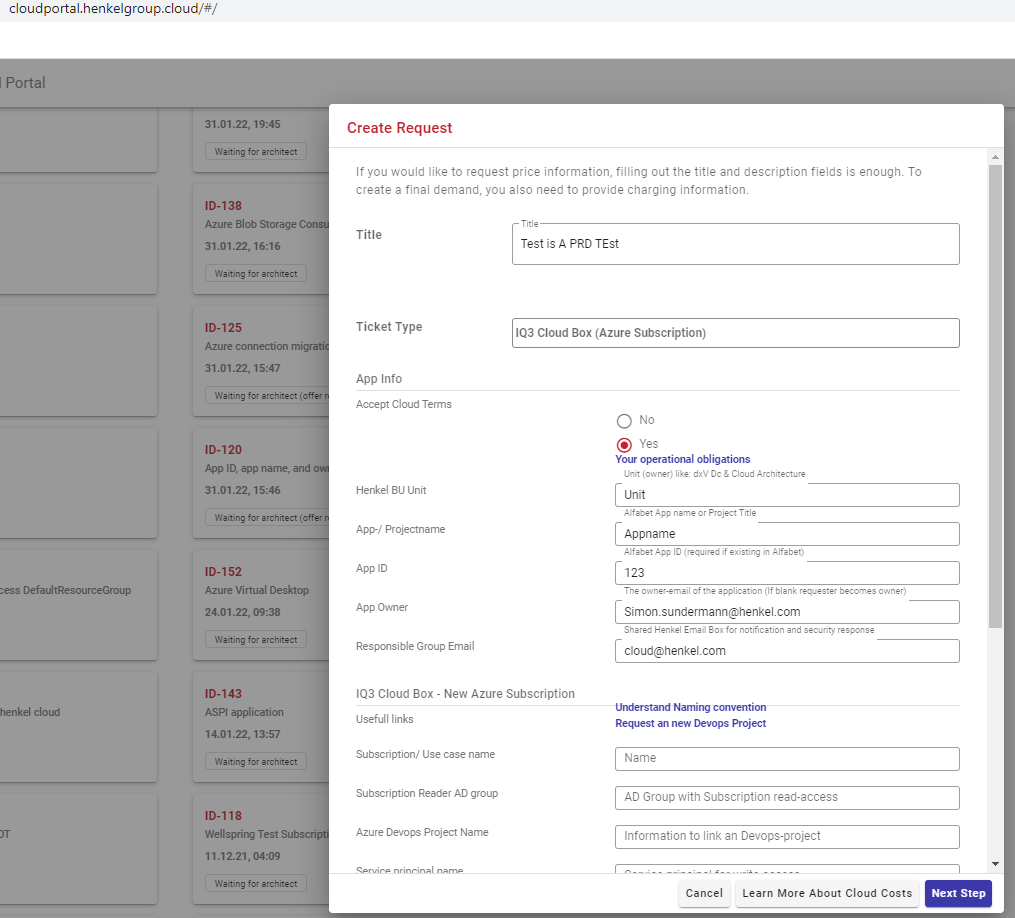 cloudportal.henkelgroup.cloud/#/
Portal
31.01.22, 19:45
Waiting for architect
ID-138
Azure Blob Storage Consu
31.01.22, 16:16
Waiting for architect
ID-125
Azure connection migratio
31.01.22, 15:47
Waiting for architect (offer re
ID-120
App ID, app name, and own
31.01.22, 15:46
Waiting for architect (offer re
cess DefaultResourceGroup
ID-152
Azure Virtual Desktop
24.01.22, 09:38
Waiting for architect
henkel cloud
ID-143
ASPI application
14.01.22, 13:57
Waiting for architect
OT
ID-118
Wellspring Test Subscripti
11.12.21, 04:09
Waiting for architect
Create Request
If you would like to request price information, filling out the title and description fields is enough. To
create a final demand, you also need to provide charging information.
Title
Title
Test is A PRD TEst
Ticket Type
IQ3 Cloud Box (Azure Subscription)
App Info
Accept Cloud Terms
No
Yes
Your operational obligations
Unit (owner) like: dxV Dc & Cloud Architecture
Henkel BU Unit
Unit
Alfabet App name or Project Title
App-/ Projectname
Appname
Alfabet App ID (required if existing in Alfabet)
App ID
123
The owner-email of the application (If blank requester becomes owner)
App Owner
Simon.sundermann@henkel.com
Shared Henkel Email Box for notification and security response
Responsible Group Email
cloud@henkel.com
IQ3 Cloud Box - New Azure Subscription
Usefull links
Understand Naming convention
Request an new Devops Project
Subscription/ Use case name
Name
Subscription Reader AD group
AD Group with Subscription read-access
Azure Devops Project Name
Information to link an Devops-project
Service principal name
Service principal for write-access
Cancel
Learn More About Cloud Costs
Next Step